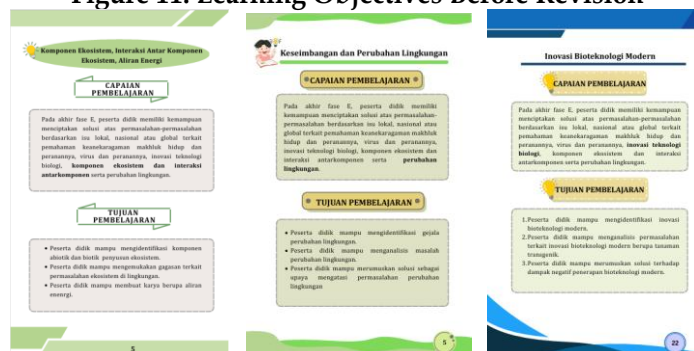 Figure 11. Learning Objectives Before Revision
Komponen Ekosistem, Interaksi Antar Komponen
Ekosistem, Aliran Energi
CAPAIAN
PEMBELAJARAN
Pada akhir fase E, peserta didik memiliki kemampuan
menciptakan solusi atas permasalahan-permasalahan
berdasarkan isu lokal, nasional atau global terkait
pemahaman keanekaragaman makhluk hidup dan
peranannya, virus dan peranannya, inovasi teknologi
biologi, komponen ekosistem dan interaksi
antarkomponen serta perubahan lingkungan.
TUJUAN
PEMBELAJARAN
• Peserta didik mampu mengidentifikasi komponen
abiotik dan biotik penyusun ekosistem.
• Peserta didik mampu mengemukakan gagasan terkait
permasalahan ekosistem di lingkungan.
• Peserta didik mampu membuat karya berupa aliran
enenrgi.
5
Keseimbangan dan Perubahan Lingkungan
CAPAIAN PEMBELAJARAN
Pada akhir fase E, peserta didik memiliki
kemampuan menciptakan solusi atas permasalahan-
permasalahan berdasarkan isu lokal, nasional atau
global terkait pemahaman keanekaragaman makhluk
hidup dan peranannya, virus dan peranannya,
inovasi teknologi biologi, komponen ekosistem dan
interaksi antarkomponen serta perubahan
lingkungan.
TUJUAN PEMBELAJARAN
• Peserta didik mampu mengidentifikasi gejala
perubahan lingkungan.
• Peserta didik mampu menganalisis masalah
perubahan lingkungan.
• Peserta didik mampu merumuskan solusi sebagai
upaya mengatasi permasalahan perubahan
lingkungan
5
Inovasi Bioteknologi Modern
CAPAIAN PEMBELAJARAN
Pada akhir fase E, peserta didik memiliki kemampuan
menciptakan solusi atas permasalahan-permasalahan
berdasarkan isu lokal, nasional atau global terkait
pemahaman keanekaragaman makhluk hidup dan
peranannya, virus dan peranannya, inovasi teknologi
biologi, komponen ekosistem dan interaksi
antarkomponen serta perubahan lingkungan.
TUJUAN PEMBELAJARAN
1.Peserta didik mampu mengidentifikasi inovasi
bioteknologi modern.
2.Peserta didik mampu menganalisis permasalahan
terkait inovasi bioteknologi modern berupa tanaman
transgenik.
3.Peserta didik mampu merumuskan solusi terhadap
dampak negatif penerapan bioteknologi modern.
22